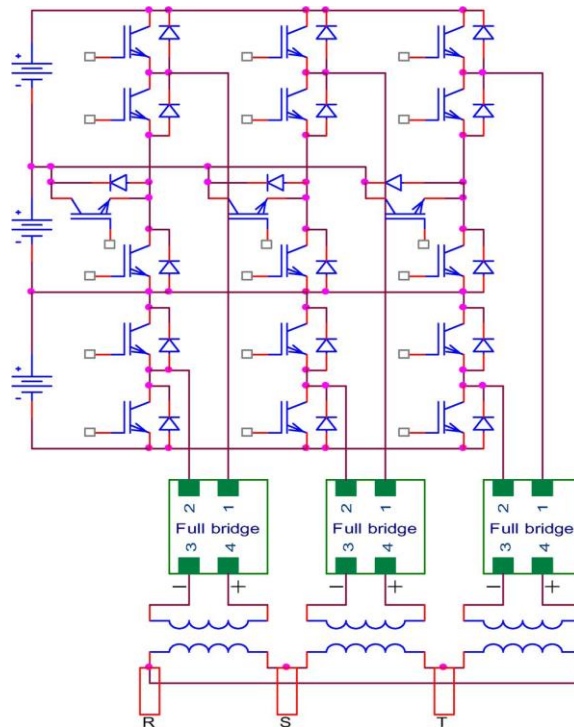 +
-
+
-
+
-
2 1 2 1 2 1
Full bridge Full bridge Full bridge
3 4 3 4 3 4
- + - + - +
R S T